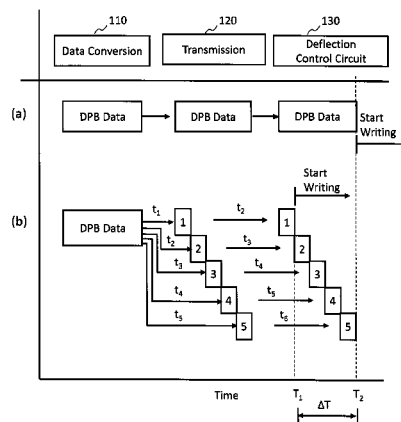 110
120
130
Data Conversion
Transmission
Deflection
Control Circuit
(a)
DPB Data
DPB Data
DPB Data
Start
Writing
Start
Writing
(b)
DPB Data
t1
t2
t3
t4
t5
1
2
3
4
5
t2
t3
t4
t5
t6
1
2
3
4
5
Time
T1
T2
ΔT